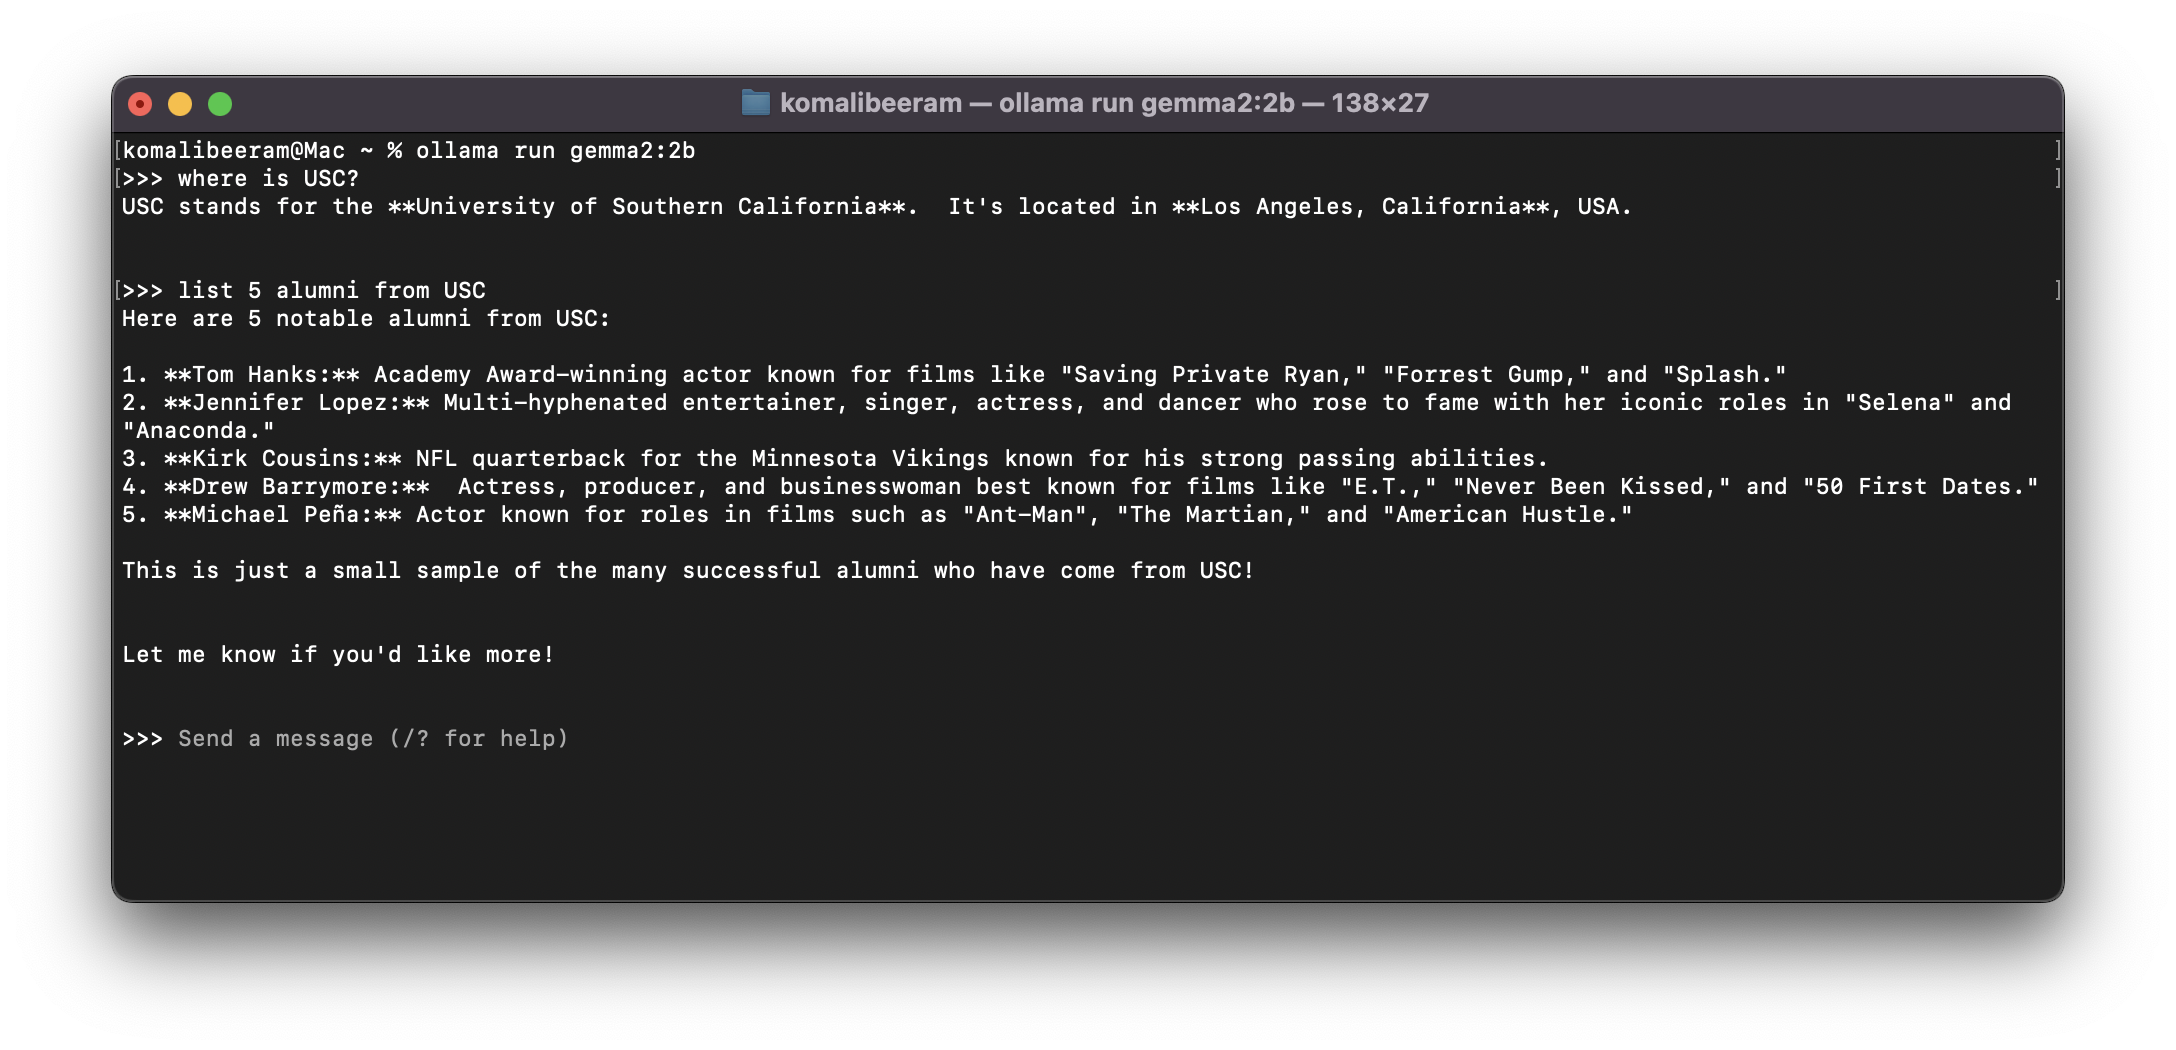 komalibeeram — ollama run gemma2:2b — 138×27
[komalibeeram@Mac ~ % ollama run gemma2:2b ]
[>>> where is USC? ]
USC stands for the **University of Southern California**.  It's located in **Los Angeles, California**, USA.
[>>> list 5 alumni from USC ]
Here are 5 notable alumni from USC:
1. **Tom Hanks:** Academy Award-winning actor known for films like "Saving Private Ryan," "Forrest Gump," and "Splash."
2. **Jennifer Lopez:** Multi-hyphenated entertainer, singer, actress, and dancer who rose to fame with her iconic roles in "Selena" and
"Anaconda."
3. **Kirk Cousins:** NFL quarterback for the Minnesota Vikings known for his strong passing abilities.
4. **Drew Barrymore:**  Actress, producer, and businesswoman best known for films like "E.T.," "Never Been Kissed," and "50 First Dates."
5. **Michael Peña:** Actor known for roles in films such as "Ant-Man", "The Martian," and "American Hustle."
This is just a small sample of the many successful alumni who have come from USC!
Let me know if you'd like more!
>>> Send a message (/? for help)